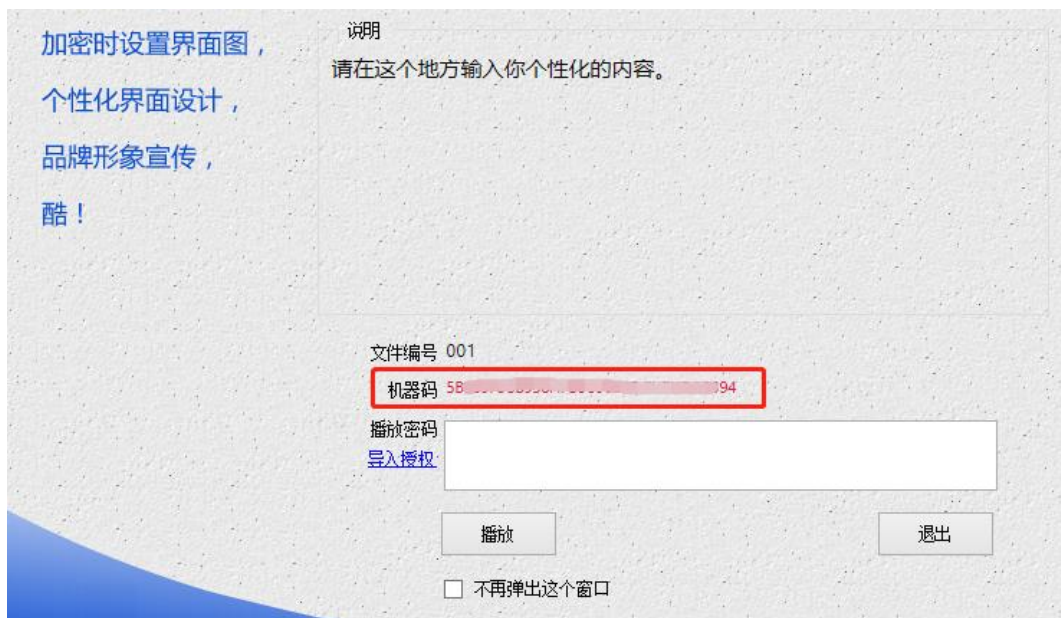 加密时设置界面图，
个性化界面设计，
品牌形象宣传，
酷！
说明
请在这个地方输入你个性化的内容。
文件编号 001
机器码
播放密码
导入授权
播放
退出
不再弹出这个窗口